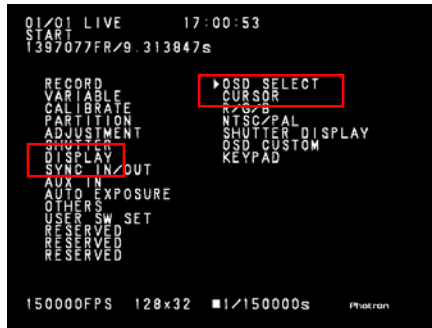 01/01 LIVE 17:00:53
START
1397077FR/9.313847s
RECORD
VARIABLE
CALIBRATE
PARTITION
ADJUSTMENT
SHUTTER
DISPLAY
SYNC IN/OUT
AUX IN
AUTO EXPOSURE
OTHERS
USER SW SET
RESERVED
RESERVED
RESERVED
▶OSD SELECT
CURSOR
R/G/B
NTSC/PAL
SHUTTER DISPLAY
OSD CUSTOM
KEYPAD
150000FPS 128x32 ■1/150000s Photron